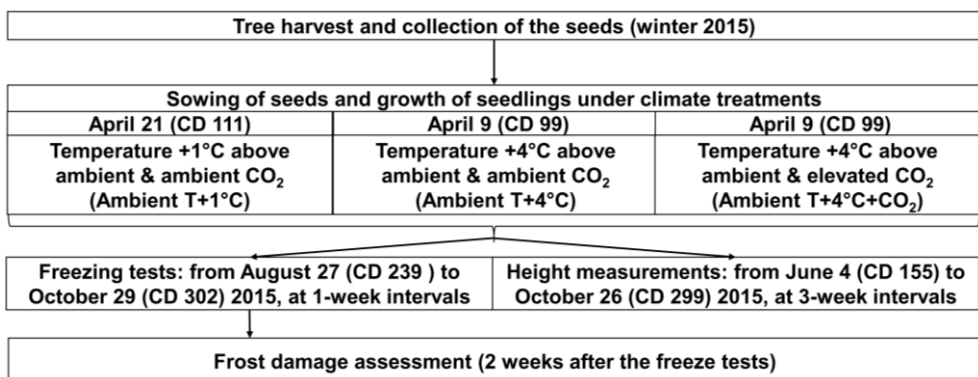 Tree harvest and collection of the seeds (winter 2015)
Sowing of seeds and growth of seedlings under climate treatments
April 21 (CD 111)
April 9 (CD 99)
April 9 (CD 99)
Temperature +1°C above
ambient & ambient CO₂
(Ambient T+1°C)
Temperature +4°C above
ambient & ambient CO₂
(Ambient T+4°C)
Temperature +4°C above
ambient & elevated CO₂
(Ambient T+4°C+CO₂)
Freezing tests: from August 27 (CD 239 ) to
October 29 (CD 302) 2015, at 1-week intervals
Height measurements: from June 4 (CD 155) to
October 26 (CD 299) 2015, at 3-week intervals
Frost damage assessment (2 weeks after the freeze tests)